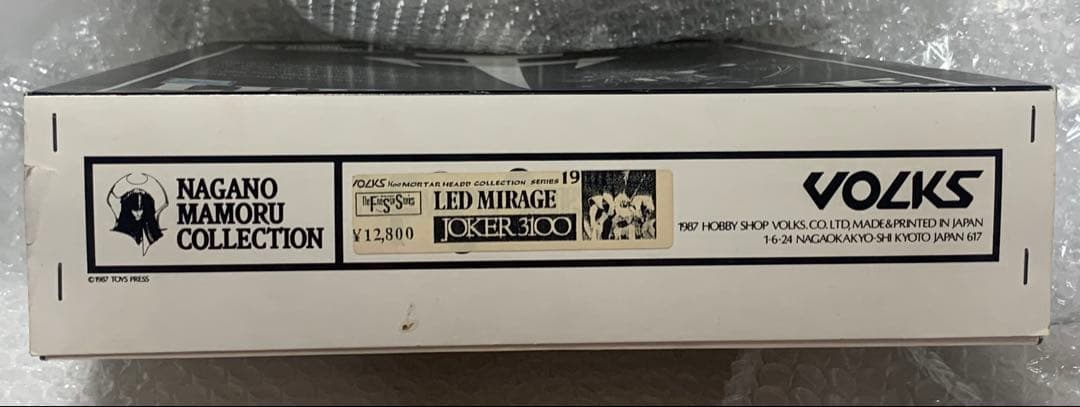 NAGANO
MAMORU
COLLECTION
©1987 TOYS PRESS
VOLKS 1/100 MORTAR HEADD COLLECTION SERIES 19
The Five Star Stories
LED MIRAGE
¥12,800
JOKER 3100
VOLKS
1987 HOBBY SHOP VOLKS. CO. LTD, MADE&PRINTED IN JAPAN
1-6-24 NAGAOKAKYO-SHI KYOTO JAPAN 617